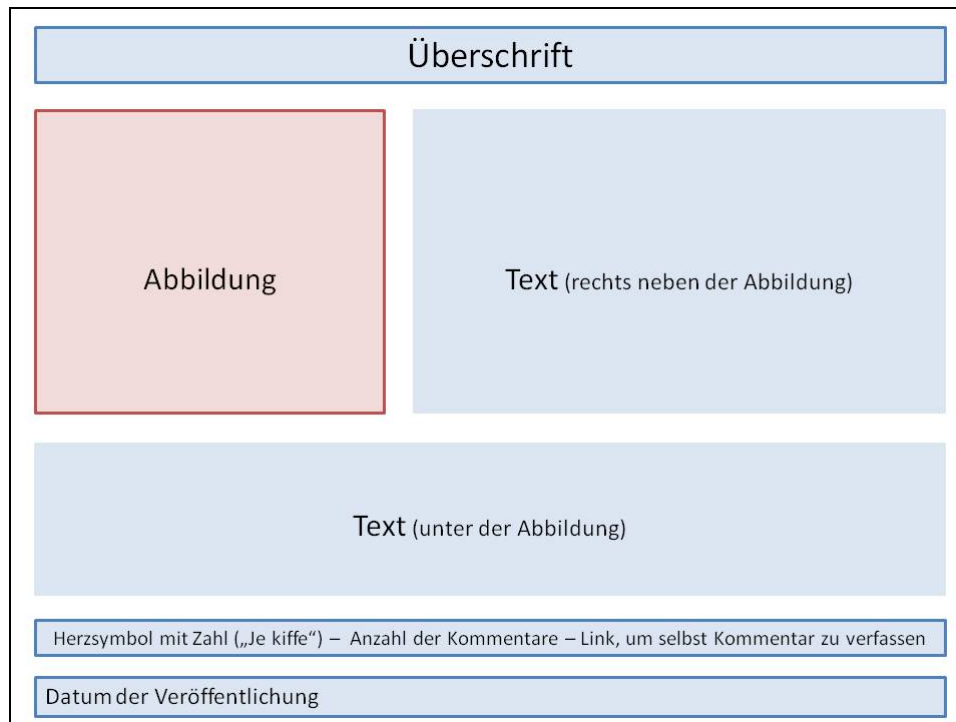 Überschrift
Abbildung
Text (rechts neben der Abbildung)
Text (unter der Abbildung)
Herzsymbol mit Zahl („Je kiffe“) – Anzahl der Kommentare – Link, um selbst Kommentar zu verfassen
Datum der Veröffentlichung